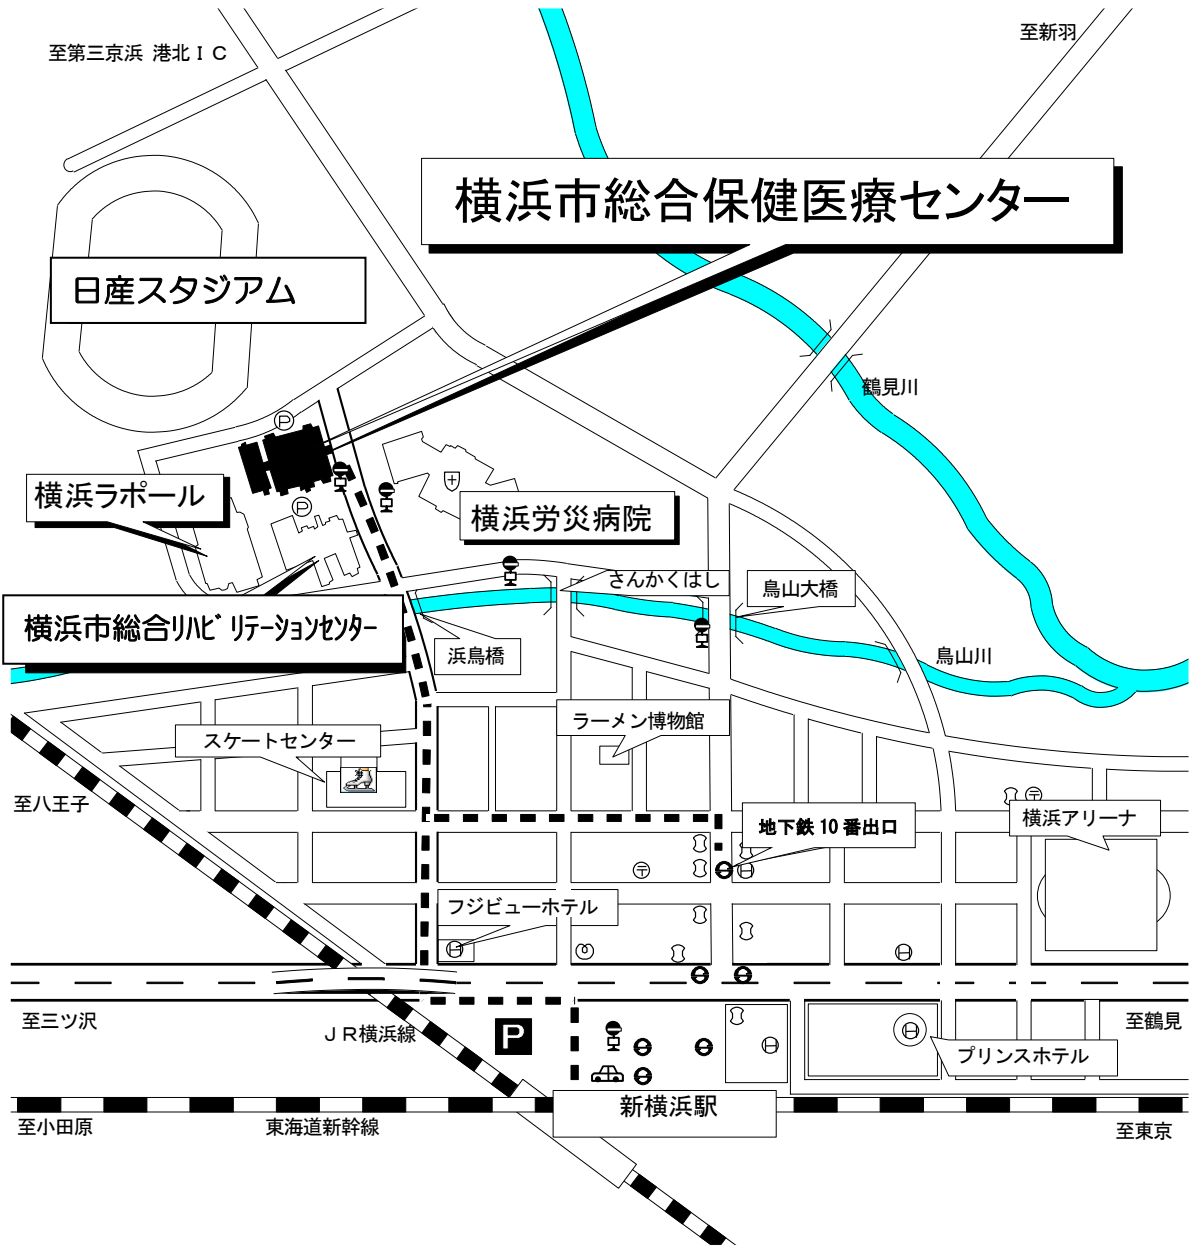 至第三京浜 港北ＩＣ
至新羽
横浜市総合保健医療センター
日産スタジアム
鶴見川
Ｐ
横浜ラポール
Ｐ
横浜労災病院
さんかくはし
鳥山大橋
横浜市総合ﾘﾊﾋﾞﾘﾃｰｼｮﾝｾﾝﾀｰ
浜鳥橋
鳥山川
ラーメン博物館
スケートセンター
至八王子
〒
横浜アリーナ
地下鉄 10 番出口
〒
Ｈ
フジビューホテル
Ｈ
Ｈ
至三ツ沢
ＪＲ横浜線
P
Ｈ
Ｈ
至鶴見
プリンスホテル
新横浜駅
至小田原
東海道新幹線
至東京